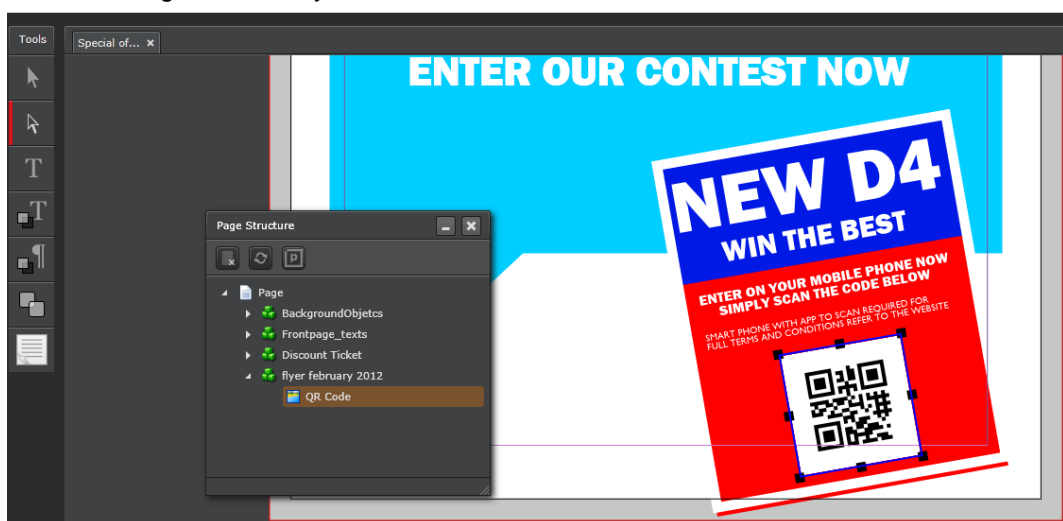 Tools
Special of... x
ENTER OUR CONTEST NOW
NEW D4
WIN THE BEST
ENTER ON YOUR MOBILE PHONE NOW
SIMPLY SCAN THE CODE BELOW
SMART PHONE WITH APP TO SCAN REQUIRED FOR
FULL TERMS AND CONDITIONS REFER TO THE WEBSITE
T
T
¶
Page Structure
P
Page
BackgroundObjetcs
Frontpage_texts
Discount Ticket
flyer february 2012
QR Code